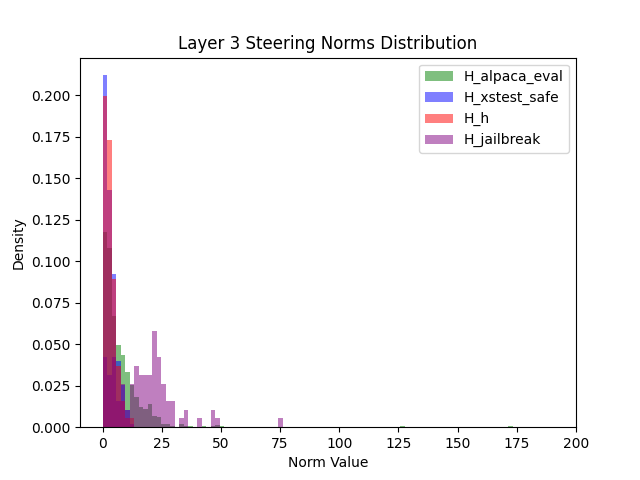 Layer 3 Steering Norms Distribution
H_alpaca_eval
H_xstest_safe
H_h
H_jailbreak
Density
0.200
0.175
0.150
0.125
0.100
0.075
0.050
0.025
0.000
0 25 50 75 100 125 150 175 200
Norm Value